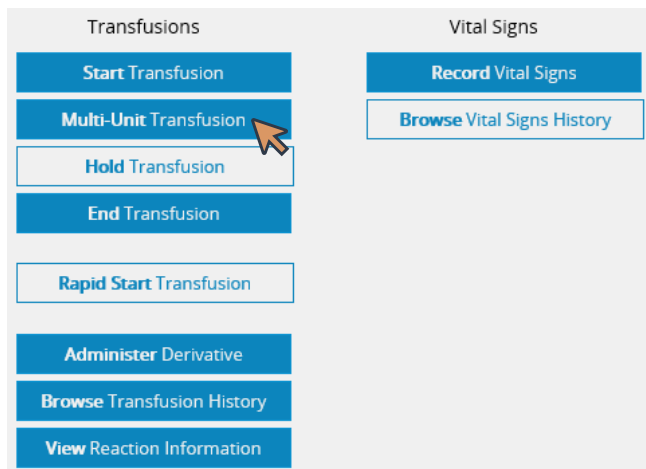 Transfusions
Start Transfusion
Multi-Unit Transfusion
Hold Transfusion
End Transfusion
Rapid Start Transfusion
Administer Derivative
Browse Transfusion History
View Reaction Information
Vital Signs
Record Vital Signs
Browse Vital Signs History